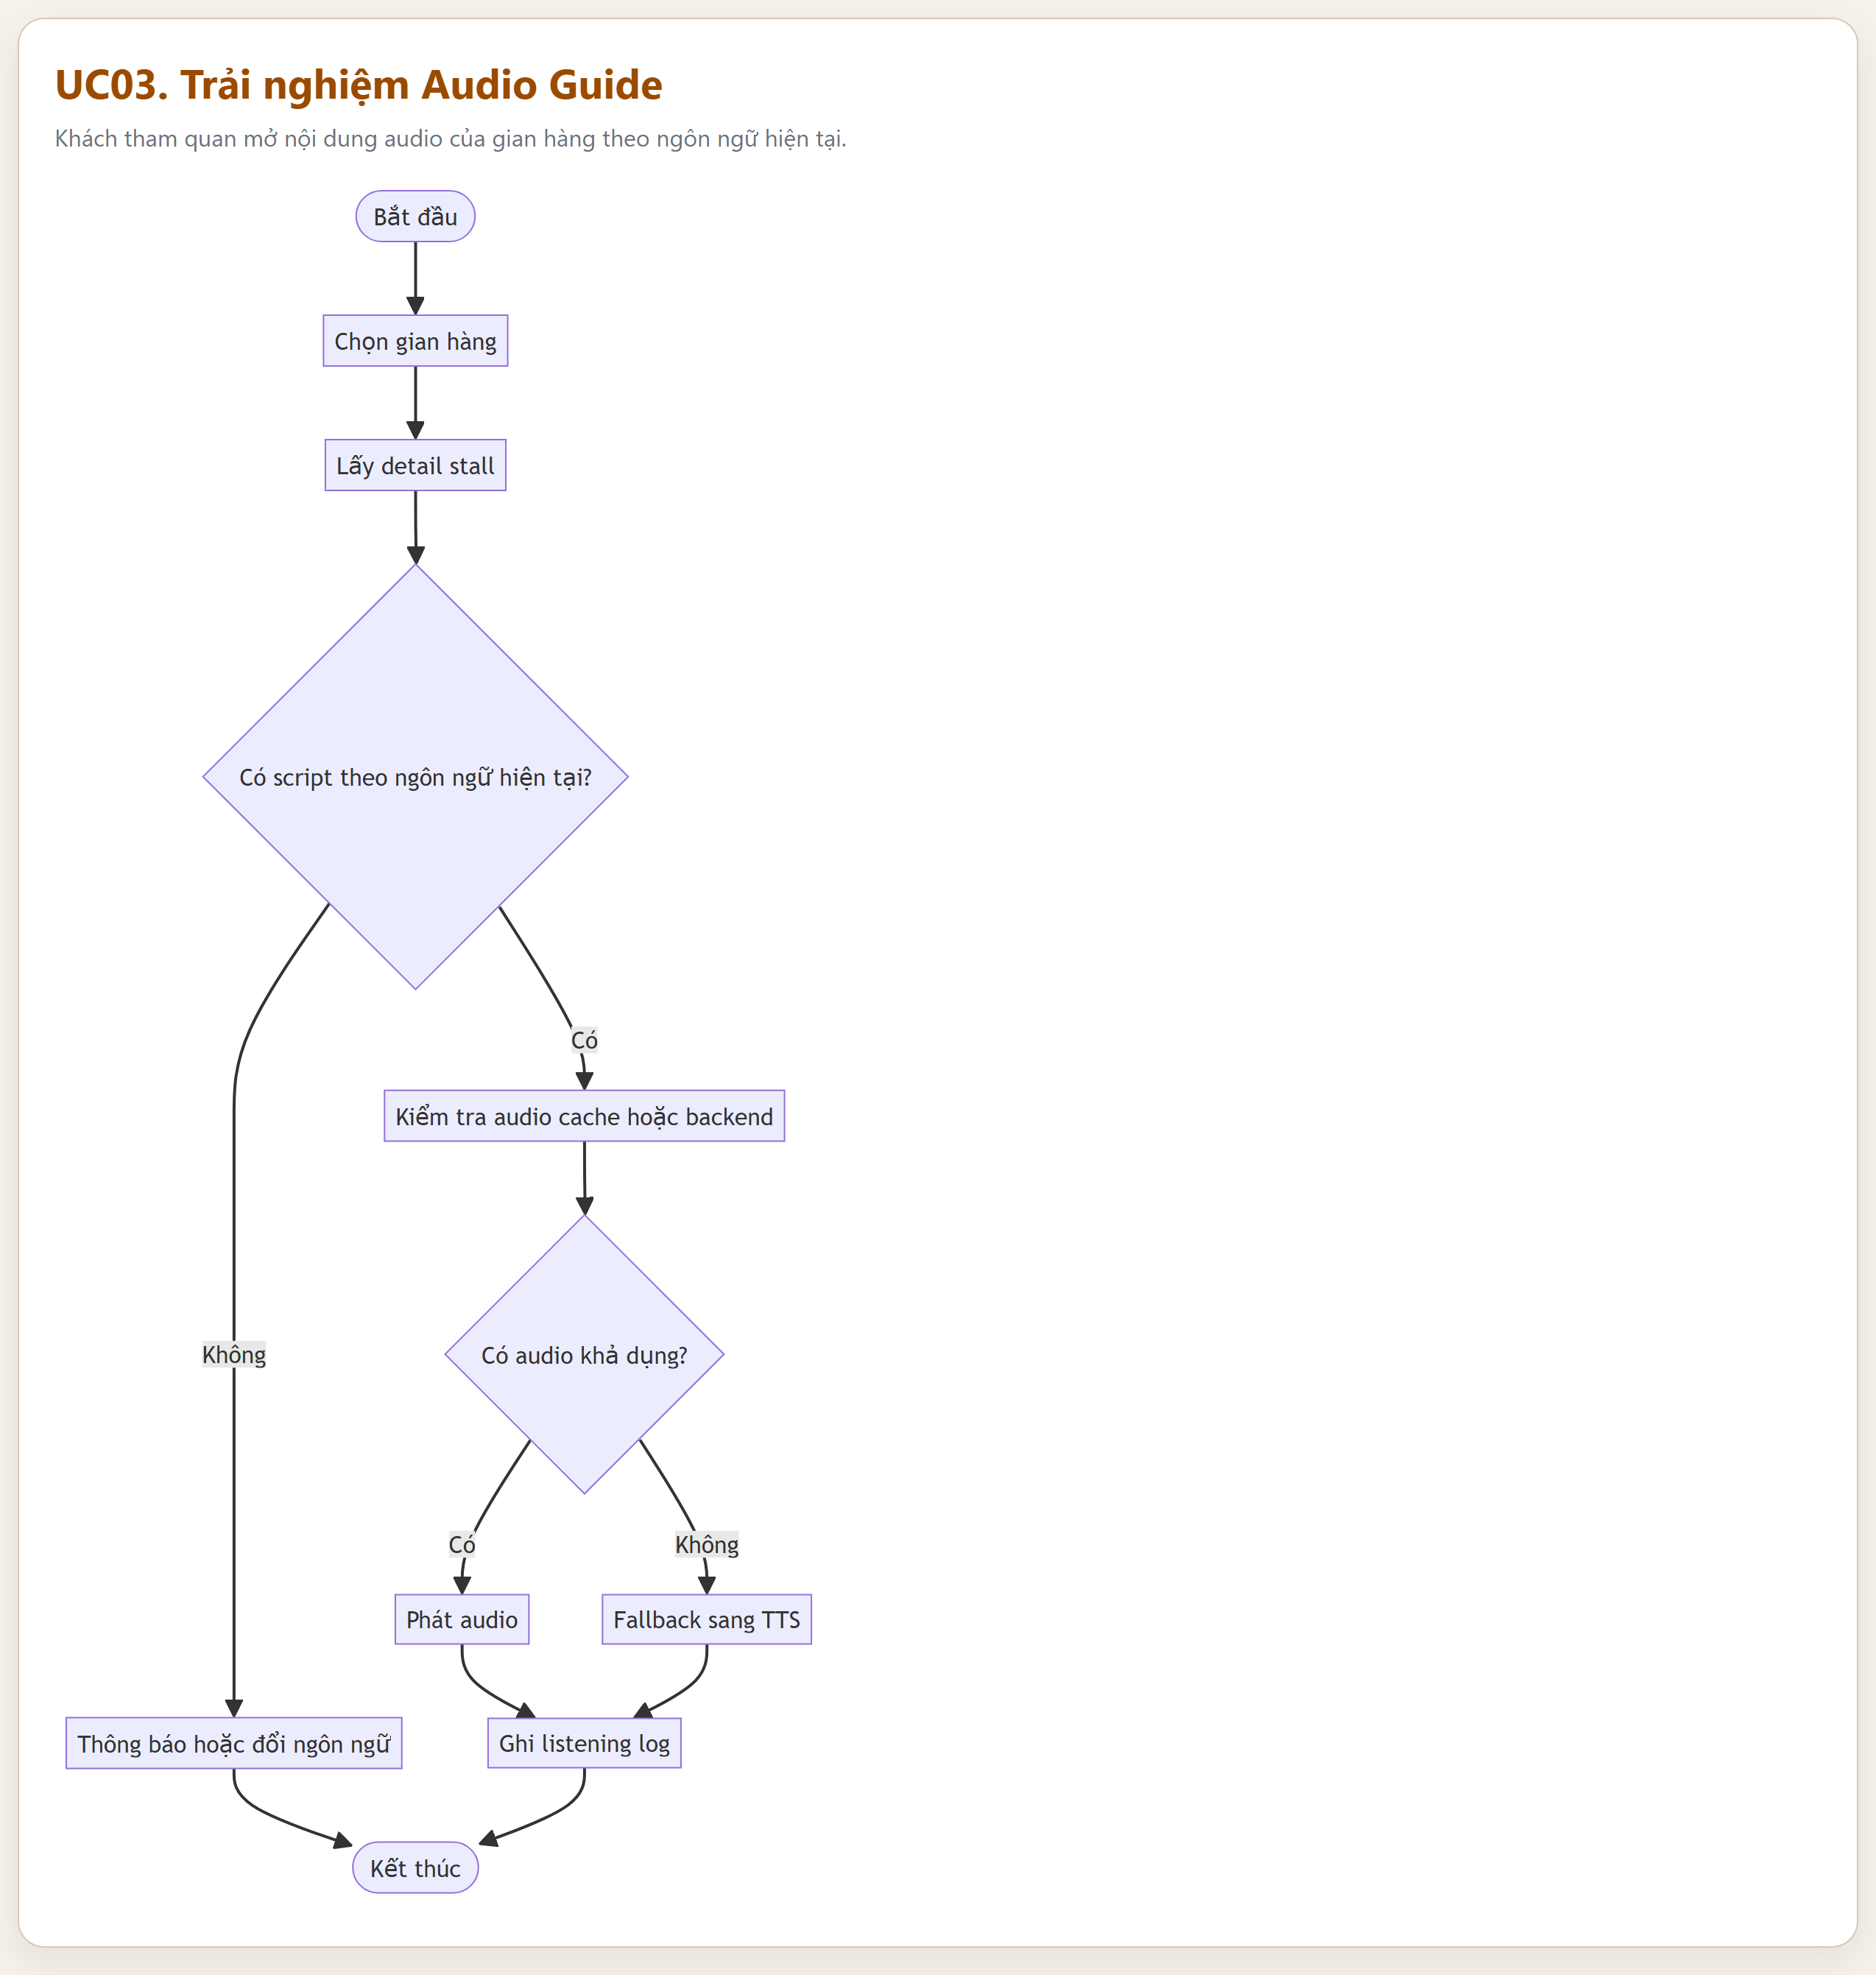 UC03. Trải nghiệm Audio Guide
Khách tham quan mở nội dung audio của gian hàng theo ngôn ngữ hiện tại.
Bắt đầu
Chọn gian hàng
Lấy detail stall
Có script theo ngôn ngữ hiện tại?
Có
Kiểm tra audio cache hoặc backend
Không
Có audio khả dụng?
Có
Không
Phát audio
Fallback sang TTS
Thông báo hoặc đổi ngôn ngữ
Ghi listening log
Kết thúc